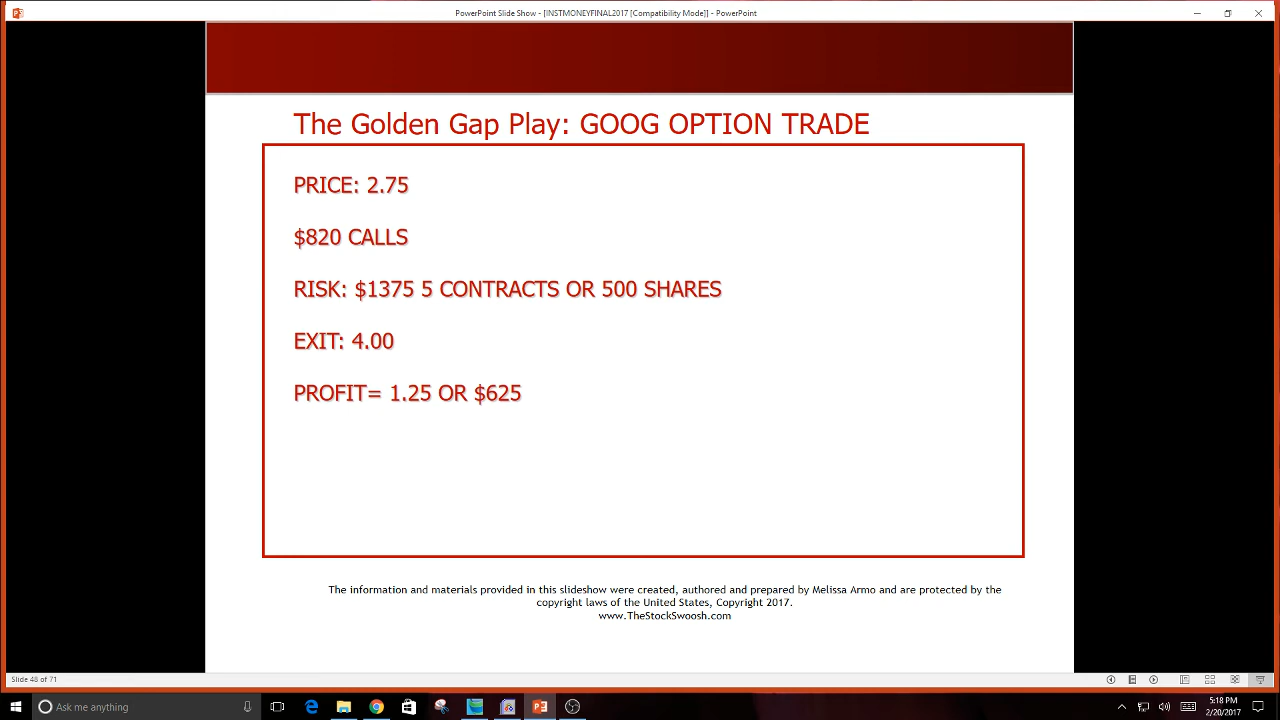 PowerPoint Slide Show - [INSTMONEYFINAL2017 [Compatibility Mode]] - PowerPoint
The Golden Gap Play: GOOG OPTION TRADE
PRICE: 2.75
$820 CALLS
RISK: $1375 5 CONTRACTS OR 500 SHARES
EXIT: 4.00
PROFIT= 1.25 OR $625
The information and materials provided in this slideshow were created, authored and prepared by Melissa Armo and are protected by the
copyright laws of the United States, Copyright 2017.
www.TheStockSwoosh.com
Slide 48 of 71
Ask me anything
5:18 PM
2/20/2017